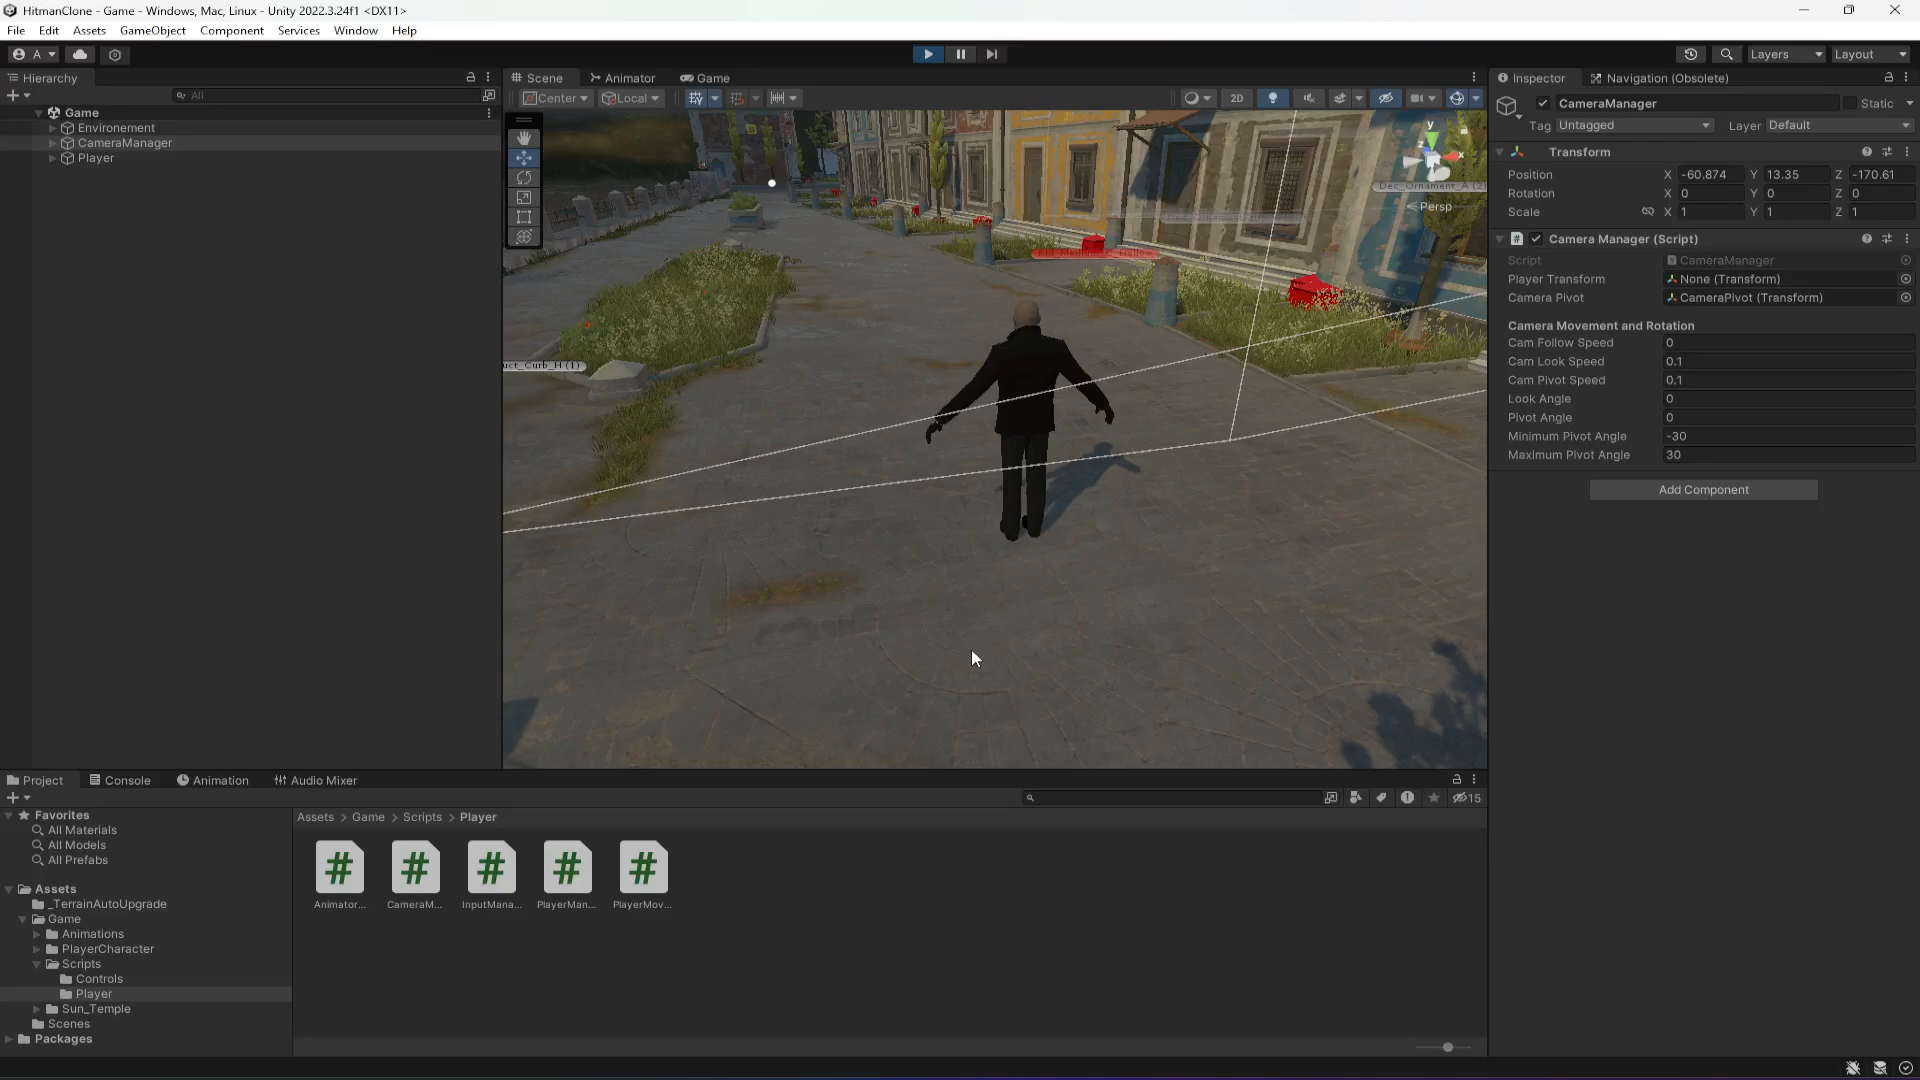 HitmanClone - Game - Windows, Mac, Linux - Unity 2022.3.24f1 <DX11>
File Edit Assets GameObject Component Services Window Help
A
Layers Layout
Hierarchy
All
Game
Environement
CameraManager
Player
Scene Animator Game
Center Local 2D
y
z
x
Persp
Dec_Ornament_A (2)
uct_Curb_H (1)
Inspector Navigation (Obsolete)
CameraManager Static
Tag Untagged Layer Default
Transform
Position X -60.874 Y 13.35 Z -170.61
Rotation X 0 Y 0 Z 0
Scale X 1 Y 1 Z 1
Camera Manager (Script)
Script CameraManager
Player Transform None (Transform)
Camera Pivot CameraPivot (Transform)
Camera Movement and Rotation
Cam Follow Speed 0
Cam Look Speed 0.1
Cam Pivot Speed 0.1
Look Angle 0
Pivot Angle 0
Minimum Pivot Angle -30
Maximum Pivot Angle 30
Add Component
Project Console Animation Audio Mixer
15
Favorites
All Materials
All Models
All Prefabs
Assets
_TerrainAutoUpgrade
Game
Animations
PlayerCharacter
Scripts
Controls
Player
Sun_Temple
Scenes
Packages
Assets > Game > Scripts > Player
Animator... CameraM... InputMana... PlayerMan... PlayerMov...